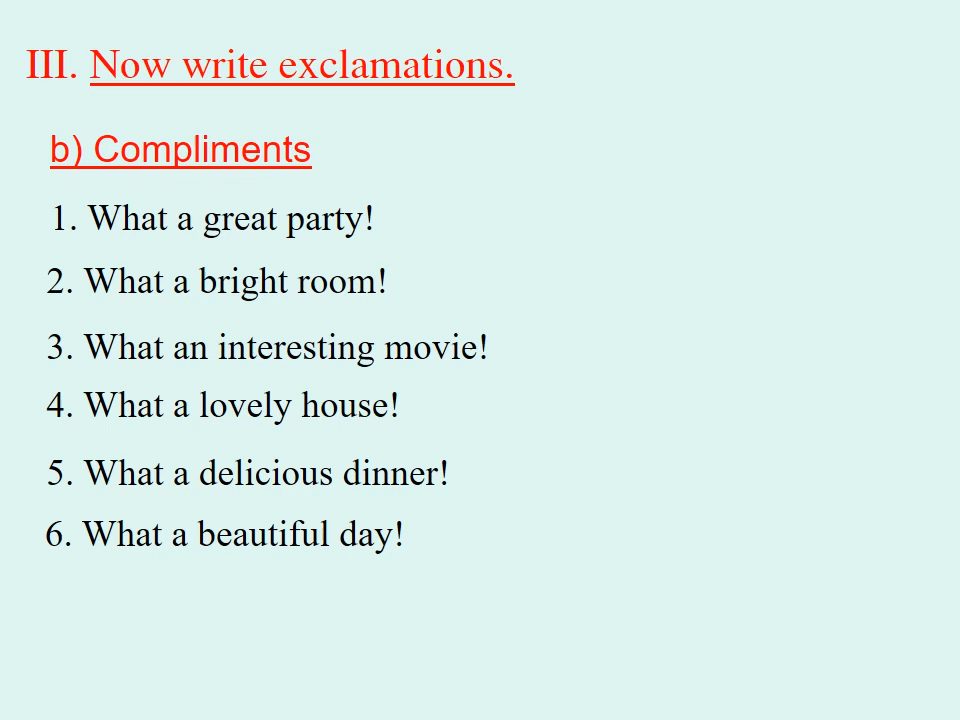 III. Now write exclamations.
b) Compliments
1. What a great party!
2. What a bright room!
3. What an interesting movie!
4. What a lovely house!
5. What a delicious dinner!
6. What a beautiful day!